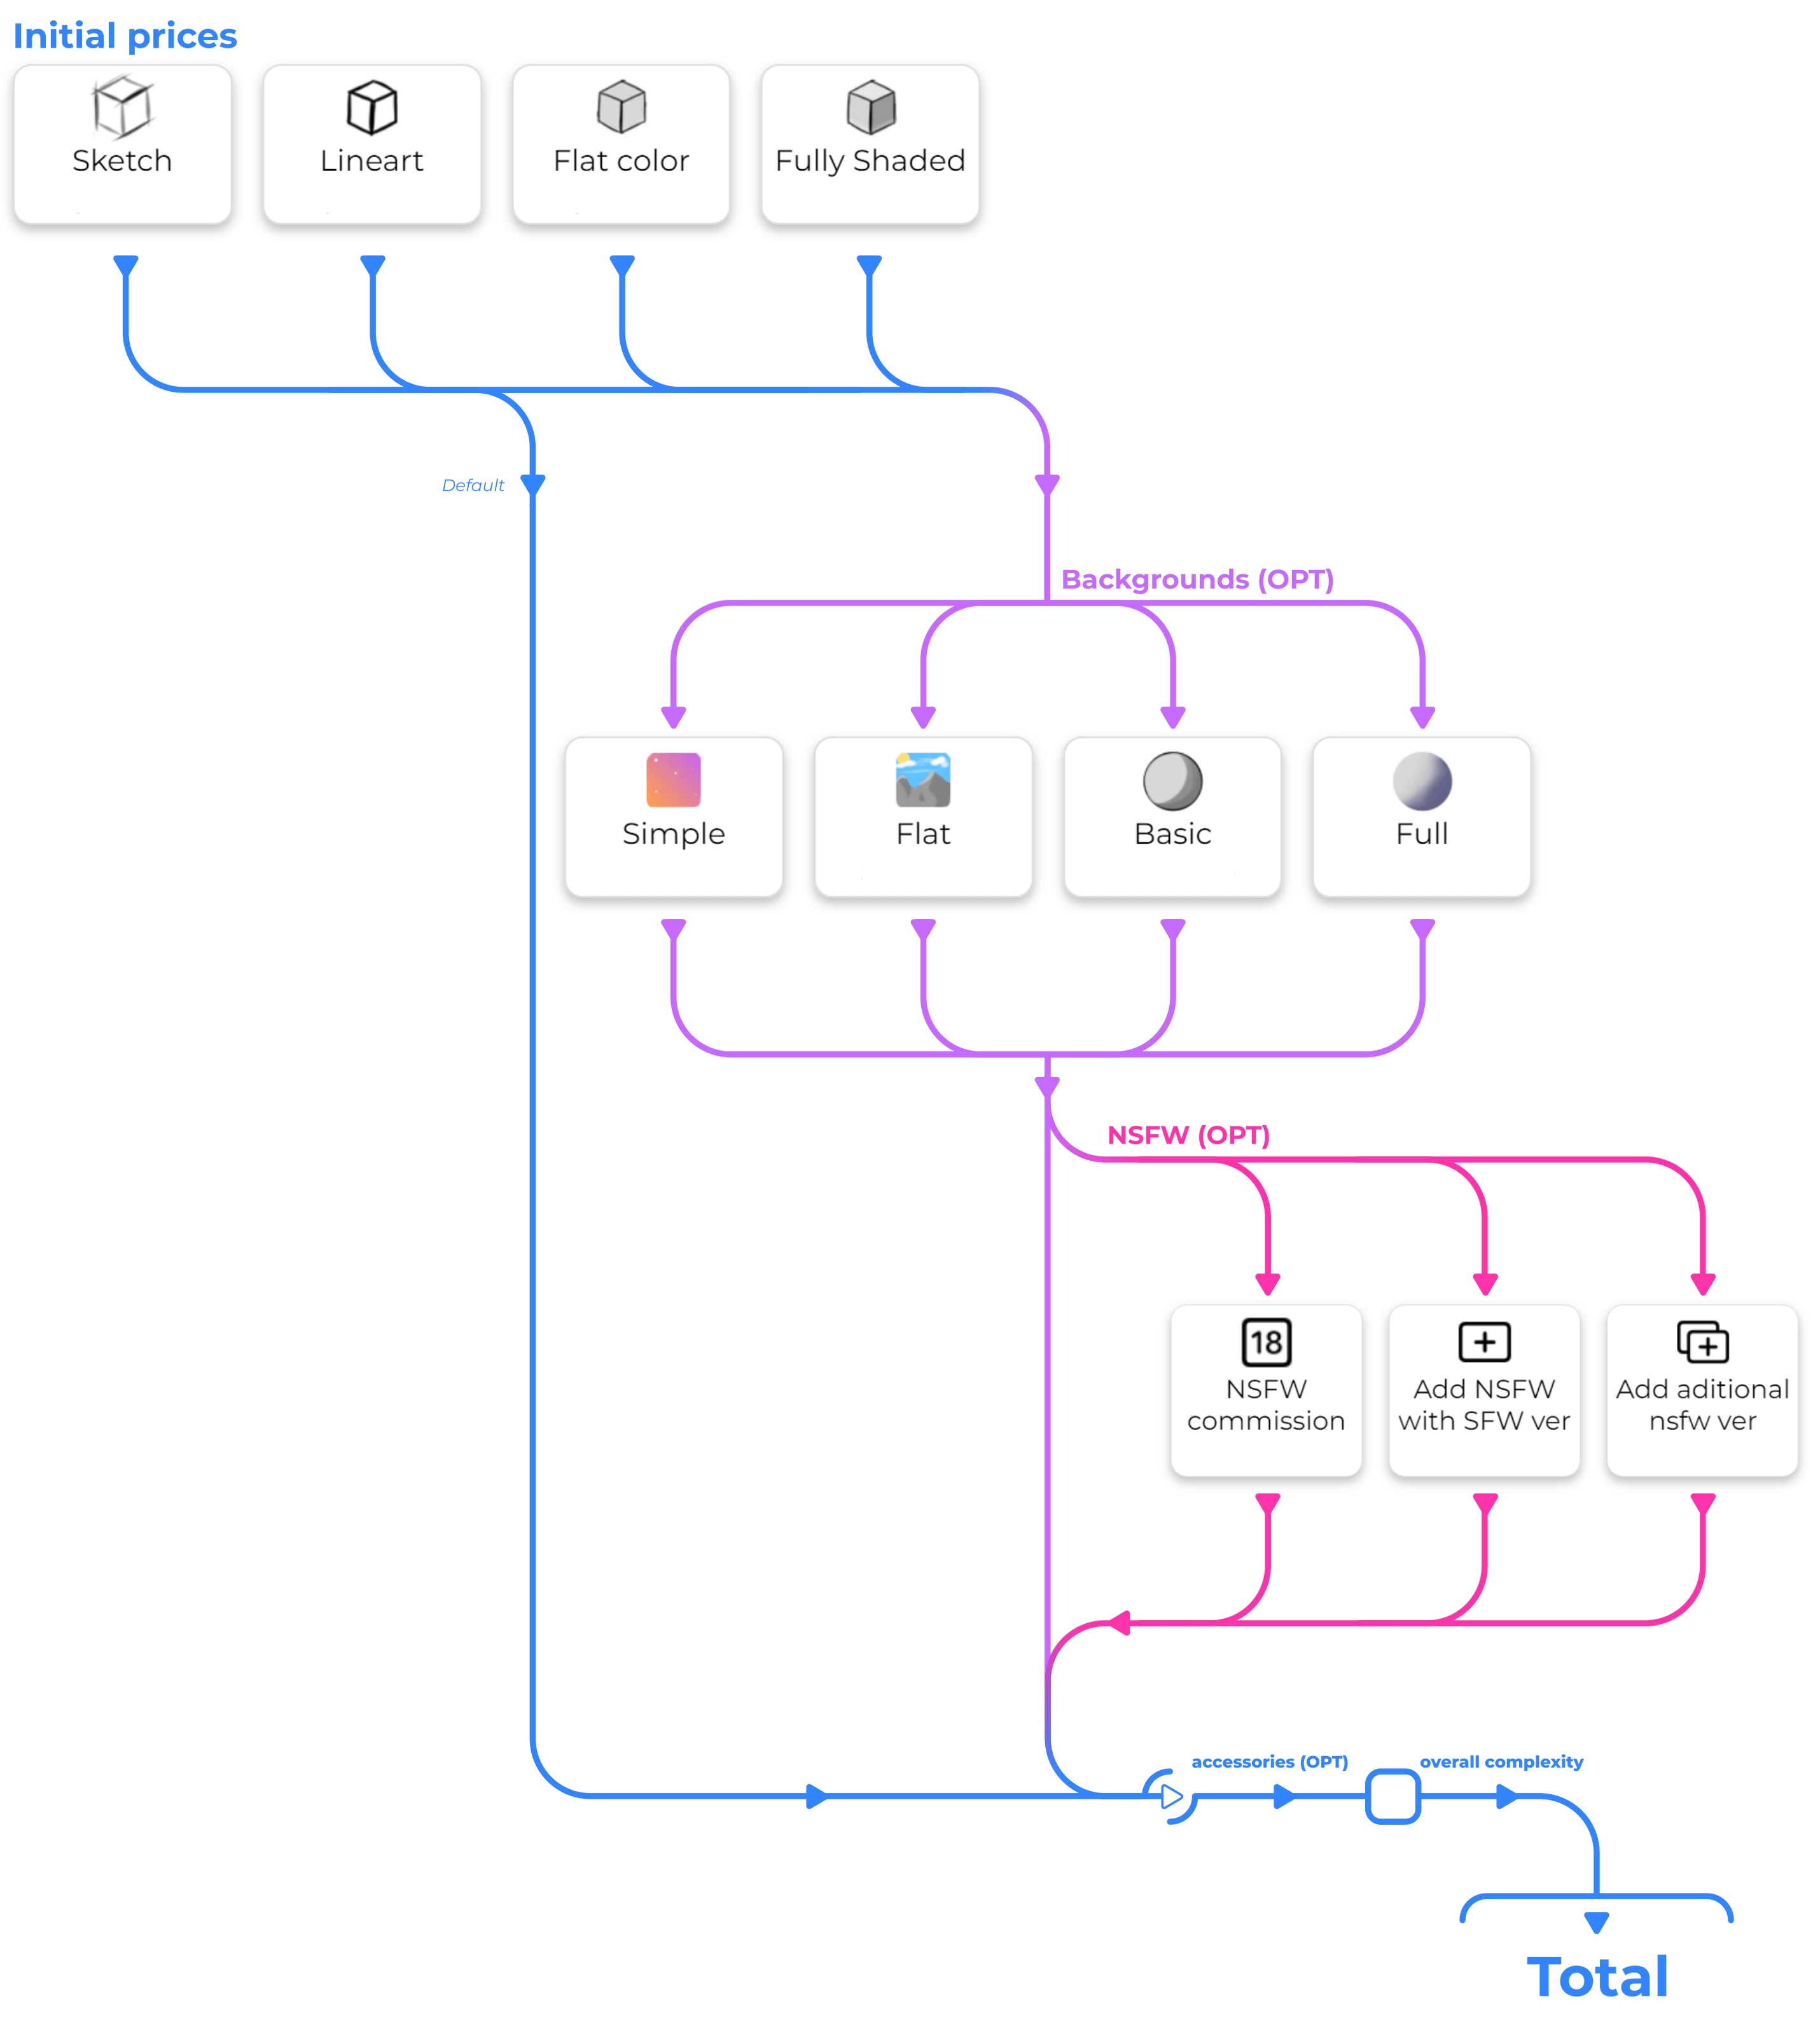 Initial prices
Sketch
Lineart
Flat color
Fully Shaded
Default
Backgrounds (OPT)
Simple
Flat
Basic
Full
NSFW (OPT)
18
NSFW
commission
Add NSFW
with SFW ver
Add aditional
nsfw ver
accessories (OPT)
overall complexity
Total